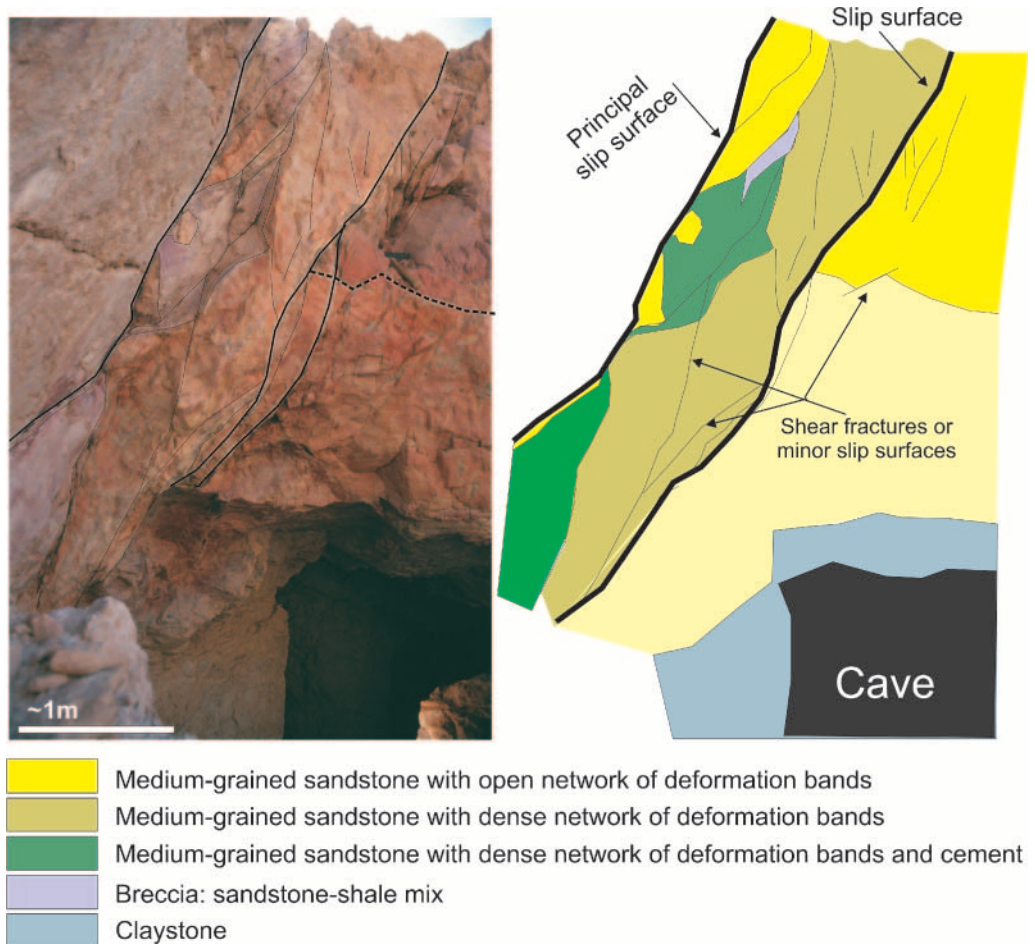 Slip surface
Principal
slip surface
Shear fractures or
minor slip surfaces
Cave
~1m
Medium-grained sandstone with open network of deformation bands
Medium-grained sandstone with dense network of deformation bands
Medium-grained sandstone with dense network of deformation bands and cement
Breccia: sandstone-shale mix
Claystone